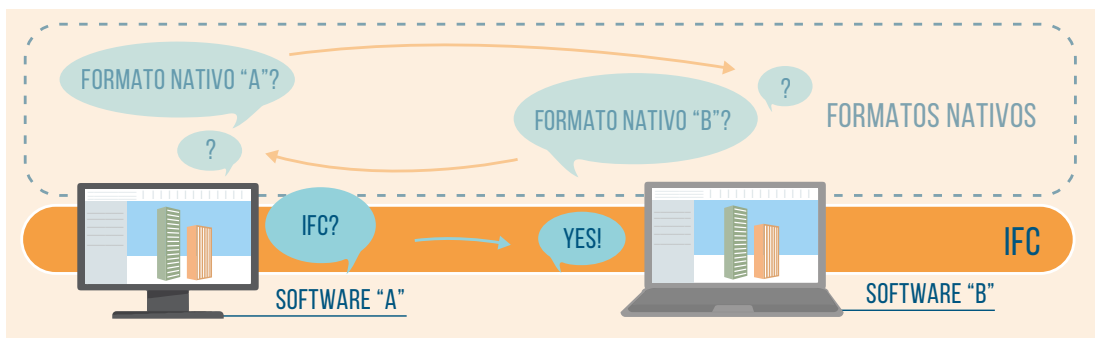 FORMATO NATIVO “A”?
?
FORMATO NATIVO “B”?
?
FORMATOS NATIVOS
IFC?
YES!
IFC
SOFTWARE “A”
SOFTWARE “B”